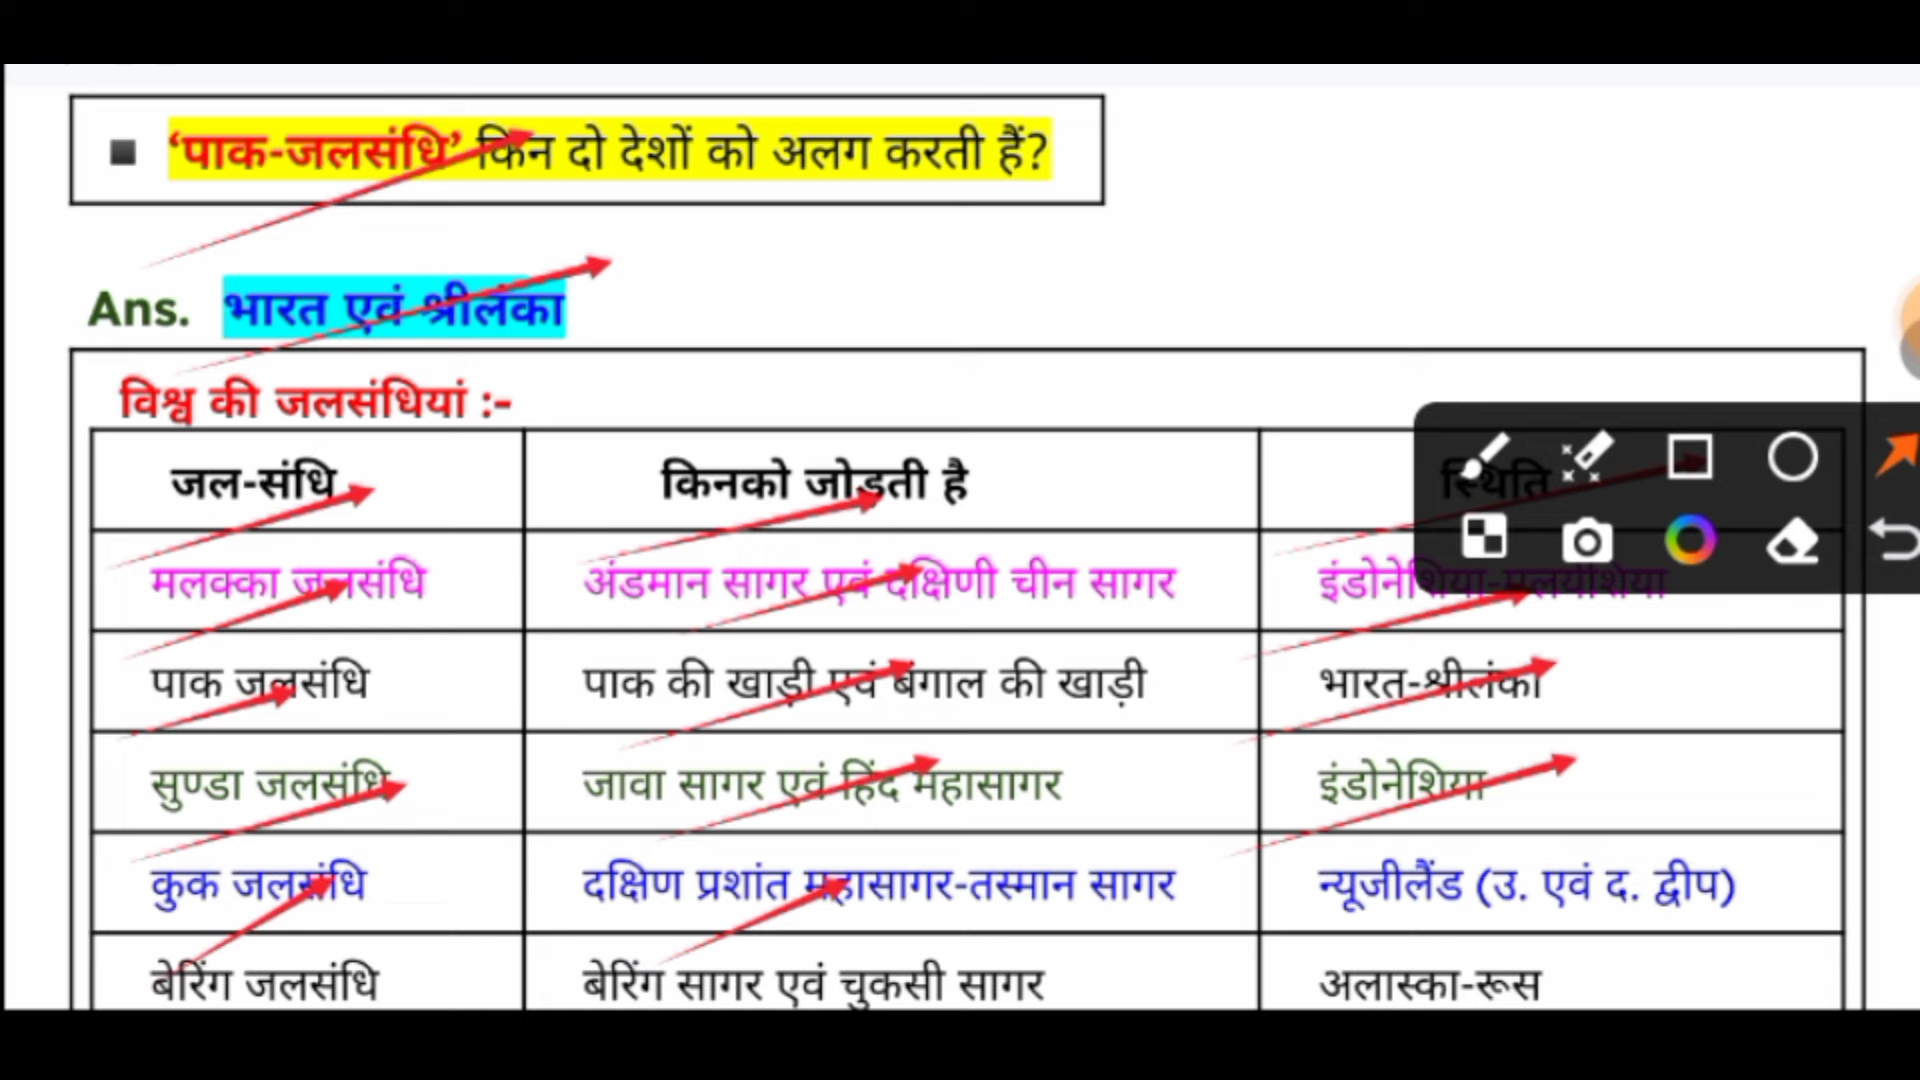 ‘पाक-जलसंधि’ किन दो देशों को अलग करती हैं?
Ans. भारत एवं श्रीलंका
विश्व की जलसंधियां :-
जल-संधि किनको जोड़ती है स्थिति
मलक्का जलसंधि अंडमान सागर एवं दक्षिणी चीन सागर इंडोनेशिया-मलयेशिया
पाक जलसंधि पाक की खाड़ी एवं बंगाल की खाड़ी भारत-श्रीलंका
सुण्डा जलसंधि जावा सागर एवं हिंद महासागर इंडोनेशिया
कुक जलसंधि दक्षिण प्रशांत महासागर-तस्मान सागर न्यूजीलैंड (उ. एवं द. द्वीप)
बेरिंग जलसंधि बेरिंग सागर एवं चुकसी सागर अलास्का-रूस